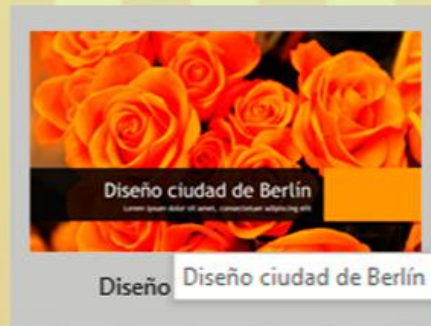 Diseño ciudad de Berlín
Lorem ipsum dolor sit amet, consectetuer adipiscing elit
Diseño
Diseño ciudad de Berlín